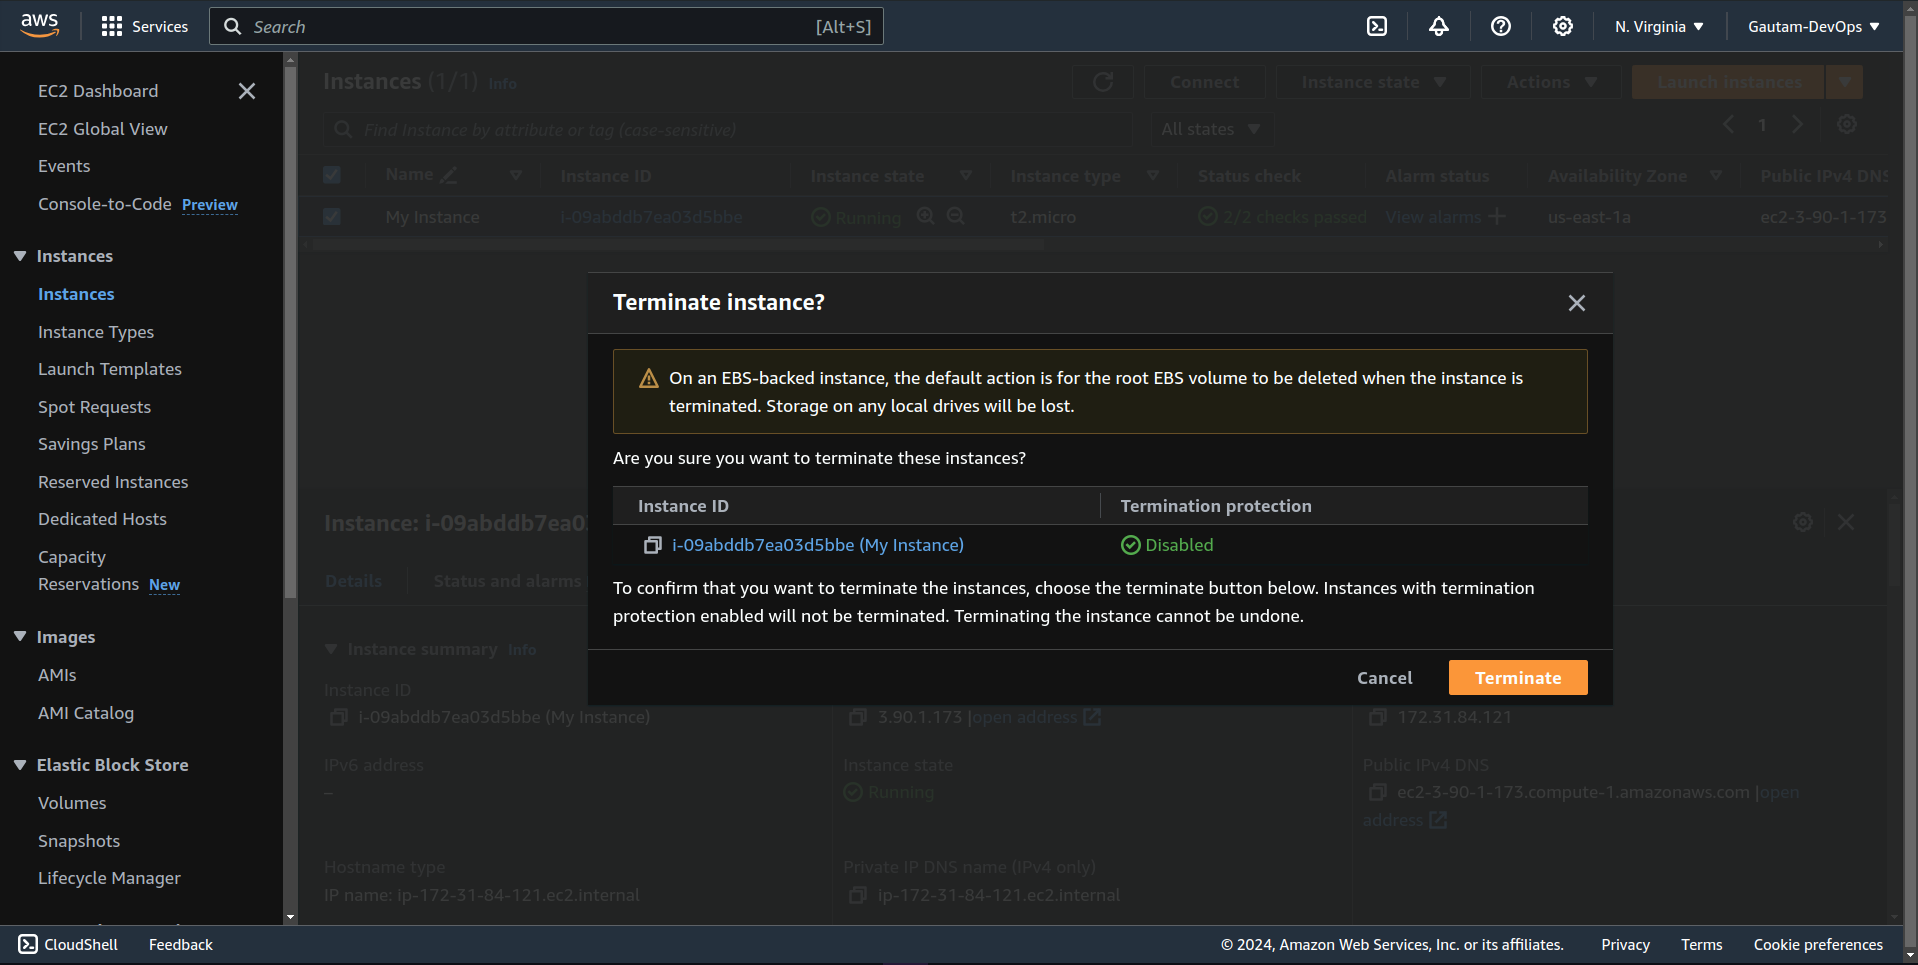 aws
Services
Search
[Alt+S]
N. Virginia
Gautam-DevOps
EC2 Dashboard
EC2 Global View
Events
Console-to-Code Preview
Instances
Instances
Instance Types
Launch Templates
Spot Requests
Savings Plans
Reserved Instances
Dedicated Hosts
Capacity
Reservations New
Images
AMIs
AMI Catalog
Elastic Block Store
Volumes
Snapshots
Lifecycle Manager
Instances (1/1) Info
Connect
Instance state
Actions
Launch instances
Find Instance by attribute or tag (case-sensitive)
All states
1
Name
Instance ID
Instance state
Instance type
Status check
Alarm status
Availability Zone
Public IPv4 DNS
My Instance
i-09abddb7ea03d5bbe
Running
t2.micro
2/2 checks passed
View alarms
us-east-1a
ec2-3-90-1-173
Terminate instance?
On an EBS-backed instance, the default action is for the root EBS volume to be deleted when the instance is
terminated. Storage on any local drives will be lost.
Are you sure you want to terminate these instances?
Instance ID
Termination protection
i-09abddb7ea03d5bbe (My Instance)
Disabled
To confirm that you want to terminate the instances, choose the terminate button below. Instances with termination
protection enabled will not be terminated. Terminating the instance cannot be undone.
Cancel
Terminate
Instance: i-09abddb7ea03
Details
Status and alarms
Instance summary Info
Instance ID
i-09abddb7ea03d5bbe (My Instance)
3.90.1.173 |open address
172.31.84.121
IPv6 address
–
Instance state
Running
Public IPv4 DNS
ec2-3-90-1-173.compute-1.amazonaws.com |open
address
Hostname type
IP name: ip-172-31-84-121.ec2.internal
Private IP DNS name (IPv4 only)
ip-172-31-84-121.ec2.internal
CloudShell
Feedback
© 2024, Amazon Web Services, Inc. or its affiliates.
Privacy
Terms
Cookie preferences